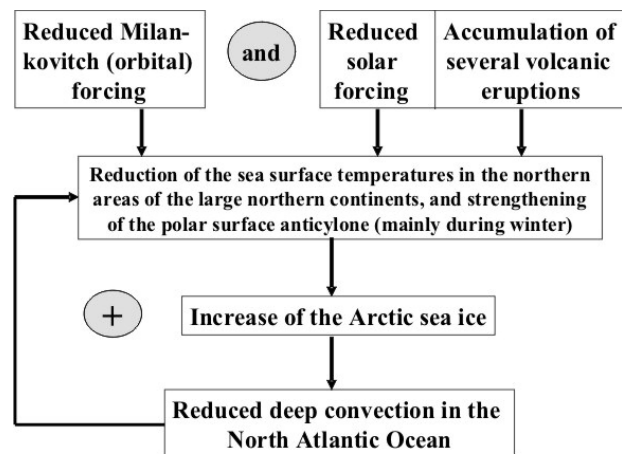 Reduced Milan-
kovitch (orbital)
forcing
and
Reduced
solar
forcing
Accumulation of
several volcanic
eruptions
Reduction of the sea surface temperatures in the northern
areas of the large northern continents, and strengthening
of the polar surface anticylone (mainly during winter)
+
Increase of the Arctic sea ice
Reduced deep convection in the
North Atlantic Ocean